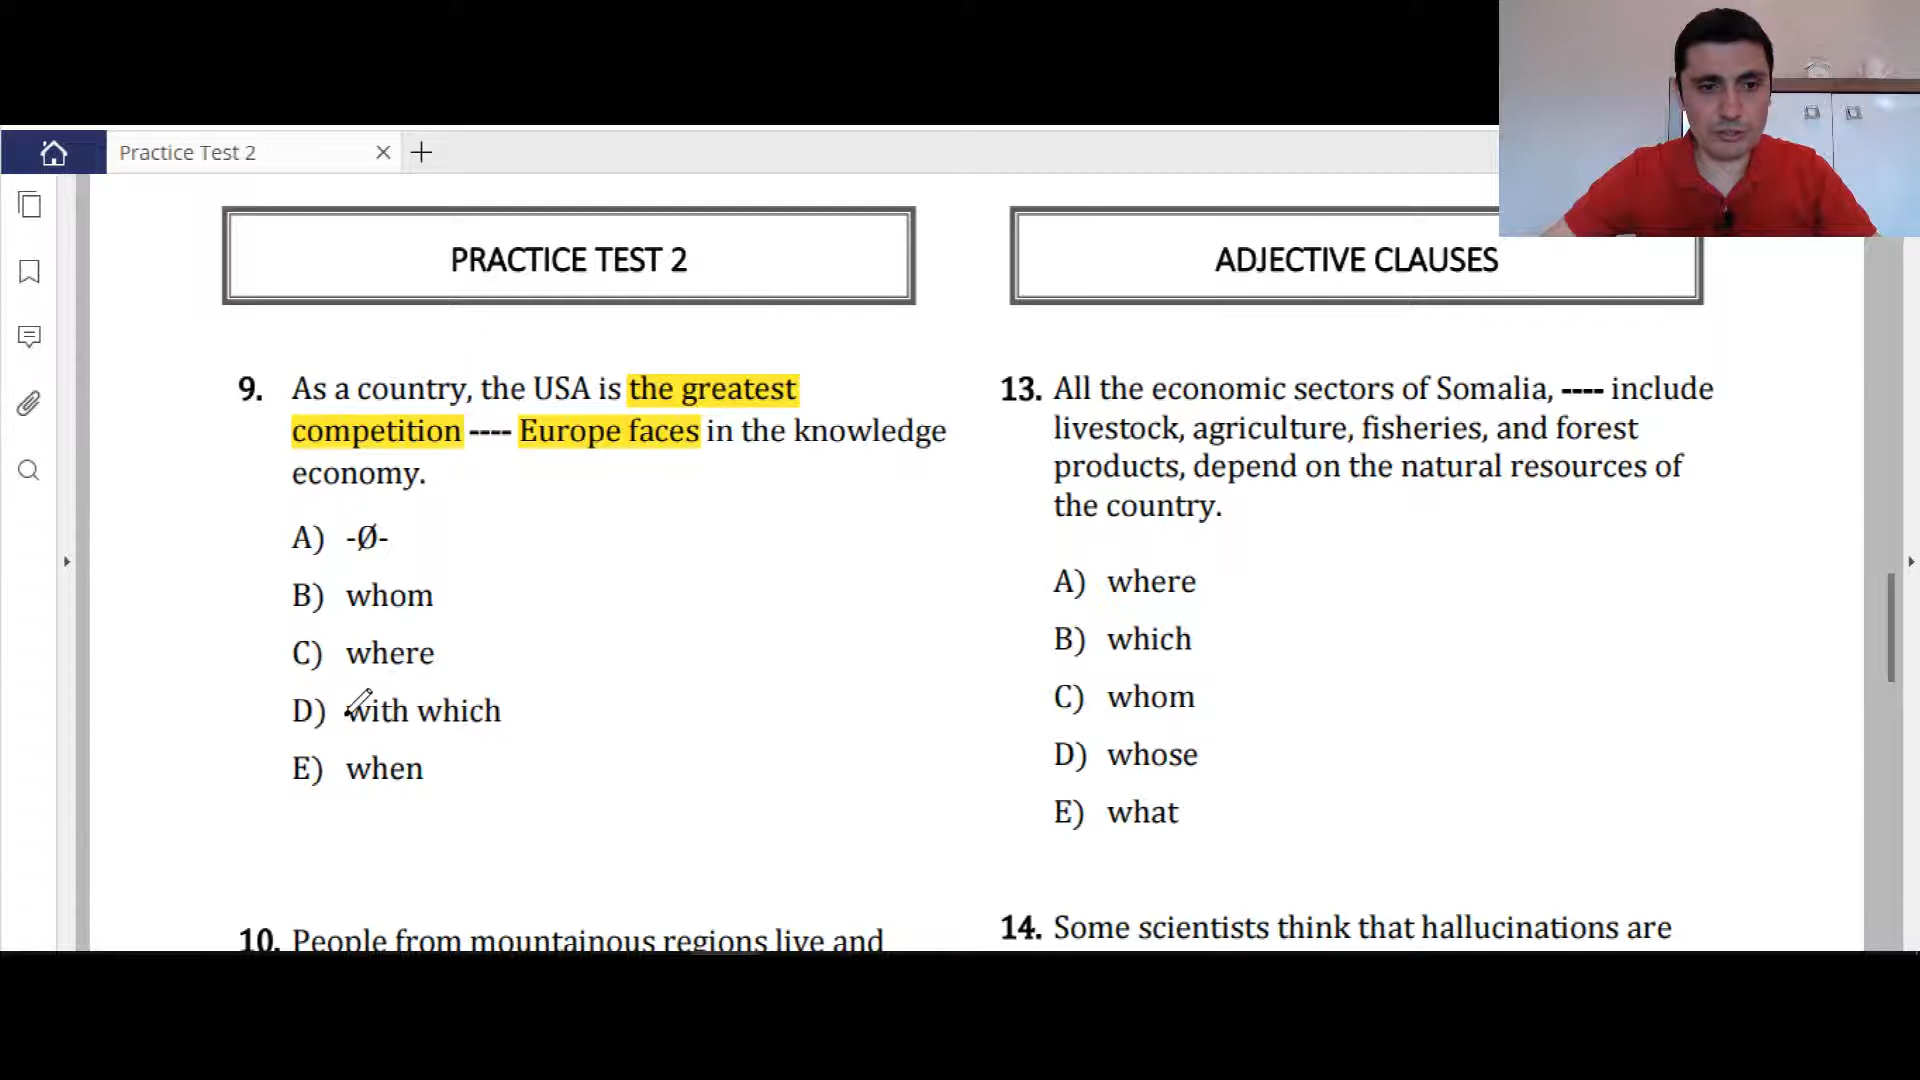 Practice Test 2
PRACTICE TEST 2
9. As a country, the USA is the greatest
competition ---- Europe faces in the knowledge
economy.
A) -Ø-
B) whom
C) where
D) with which
E) when
10. People from mountainous regions live and
ADJECTIVE CLAUSES
13. All the economic sectors of Somalia, ---- include
livestock, agriculture, fisheries, and forest
products, depend on the natural resources of
the country.
A) where
B) which
C) whom
D) whose
E) what
14. Some scientists think that hallucinations are